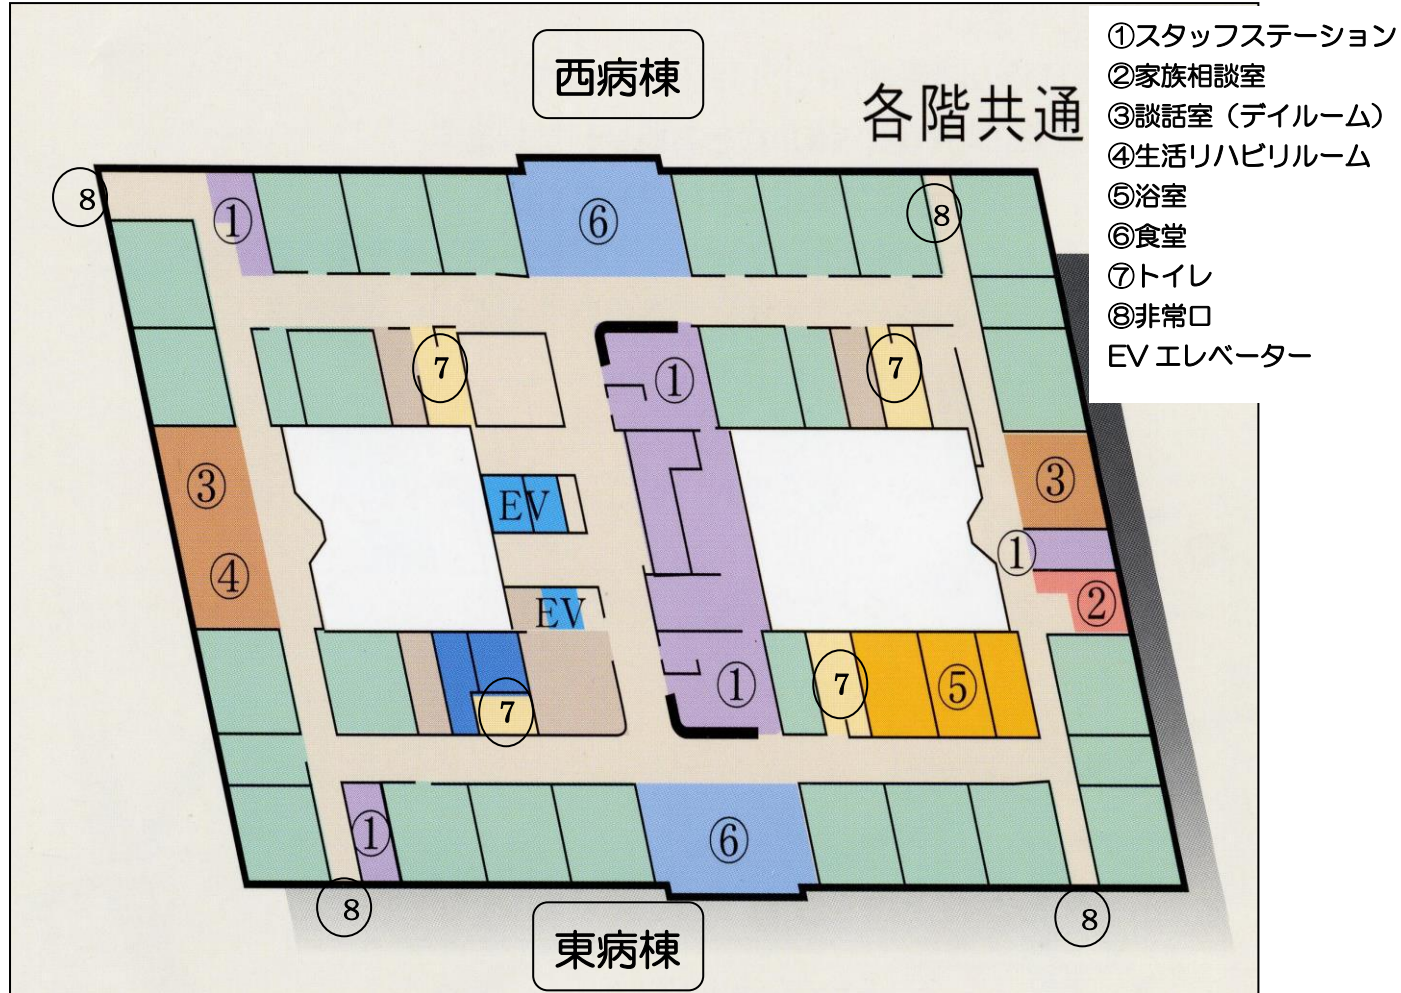 西病棟
各階共通
①スタッフステーション
②家族相談室
③談話室（デイルーム）
④生活リハビリルーム
⑤浴室
⑥食堂
⑦トイレ
⑧非常口
EVエレベーター
8
①
⑥
8
7
①
7
③
EV
③
④
①
EV
②
7
①
7
⑤
①
⑥
8
8
東病棟